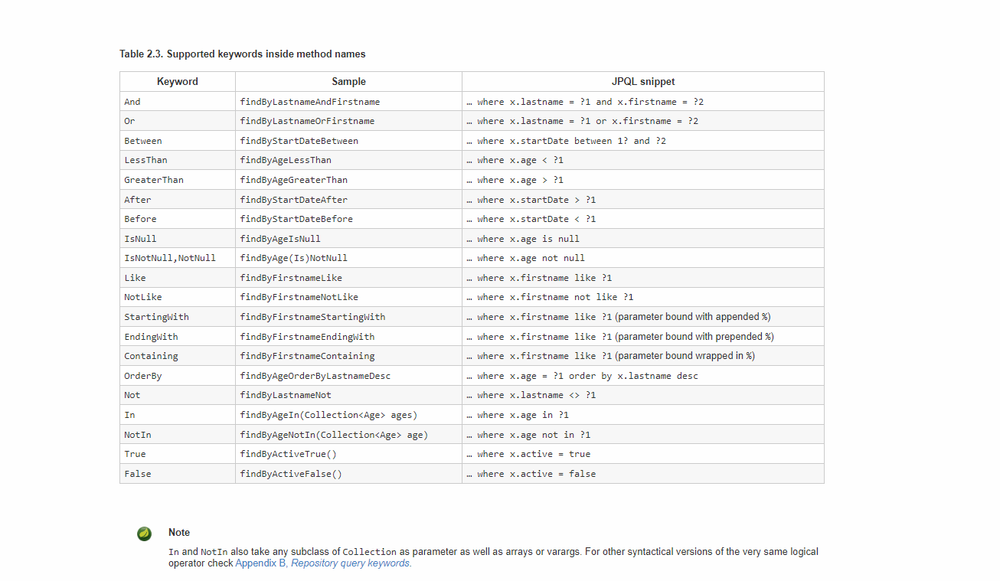 Table 2.3. Supported keywords inside method names
Keyword Sample JPQL snippet
And findByLastnameAndFirstname … where x.lastname = ?1 and x.firstname = ?2
Or findByLastnameOrFirstname … where x.lastname = ?1 or x.firstname = ?2
Between findByStartDateBetween … where x.startDate between 1? and ?2
LessThan findByAgeLessThan … where x.age < ?1
GreaterThan findByAgeGreaterThan … where x.age > ?1
After findByStartDateAfter … where x.startDate > ?1
Before findByStartDateBefore … where x.startDate < ?1
IsNull findByAgeIsNull … where x.age is null
IsNotNull,NotNull findByAge(Is)NotNull … where x.age not null
Like findByFirstnameLike … where x.firstname like ?1
NotLike findByFirstnameNotLike … where x.firstname not like ?1
StartingWith findByFirstnameStartingWith … where x.firstname like ?1 (parameter bound with appended %)
EndingWith findByFirstnameEndingWith … where x.firstname like ?1 (parameter bound with prepended %)
Containing findByFirstnameContaining … where x.firstname like ?1 (parameter bound wrapped in %)
OrderBy findByAgeOrderByLastnameDesc … where x.age = ?1 order by x.lastname desc
Not findByLastnameNot … where x.lastname <> ?1
In findByAgeIn(Collection<Age> ages) … where x.age in ?1
NotIn findByAgeNotIn(Collection<Age> age) … where x.age not in ?1
True findByActiveTrue() … where x.active = true
False findByActiveFalse() … where x.active = false
Note
In and NotIn also take any subclass of Collection as parameter as well as arrays or varargs. For other syntactical versions of the very same logical
operator check Appendix B, Repository query keywords.